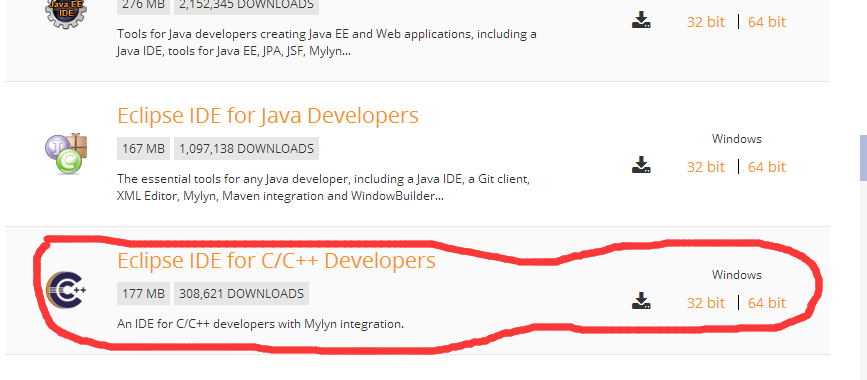 Java EE
IDE
276 MB 2,152,345 DOWNLOADS
Tools for Java developers creating Java EE and Web applications, including a
Java IDE, tools for Java EE, JPA, JSF, Mylyn...
32 bit | 64 bit
Eclipse IDE for Java Developers
167 MB 1,097,138 DOWNLOADS
The essential tools for any Java developer, including a Java IDE, a Git client,
XML Editor, Mylyn, Maven integration and WindowBuilder...
Windows
32 bit | 64 bit
J
C
Eclipse IDE for C/C++ Developers
177 MB 308,621 DOWNLOADS
An IDE for C/C++ developers with Mylyn integration.
Windows
32 bit | 64 bit
C++